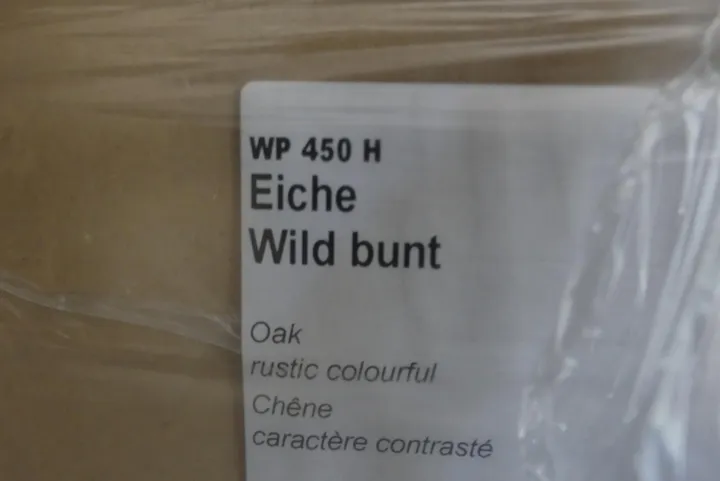 WP 450 H
Eiche
Wild bunt
Oak
rustic colourful
Chêne
caractère contrasté